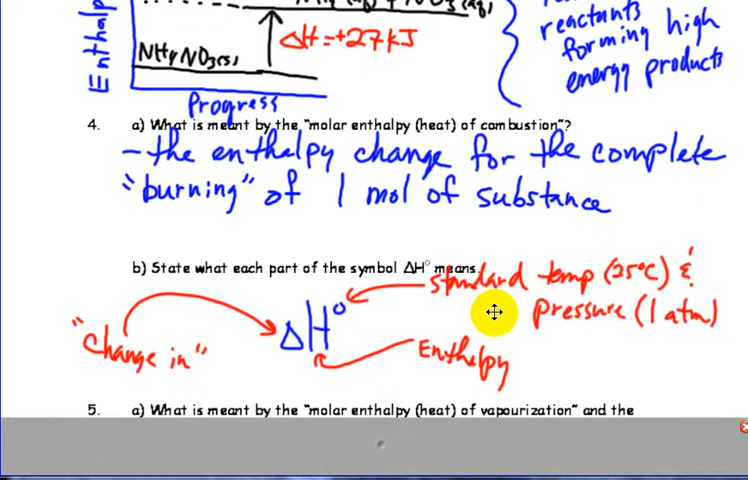 Enthalp
NH4NO3(s)
ΔH=+27kJ
Progress
reactants
forming high
energy products
4. a) What is meant by the "molar enthalpy (heat) of combustion"?
- the enthalpy change for the complete
"burning" of 1 mol of substance
b) State what each part of the symbol ΔH° means.
standard temp (25°C) &
pressure (1 atm)
ΔH°
"change in"
Enthalpy
5. a) What is meant by the "molar enthalpy (heat) of vapourization" and the